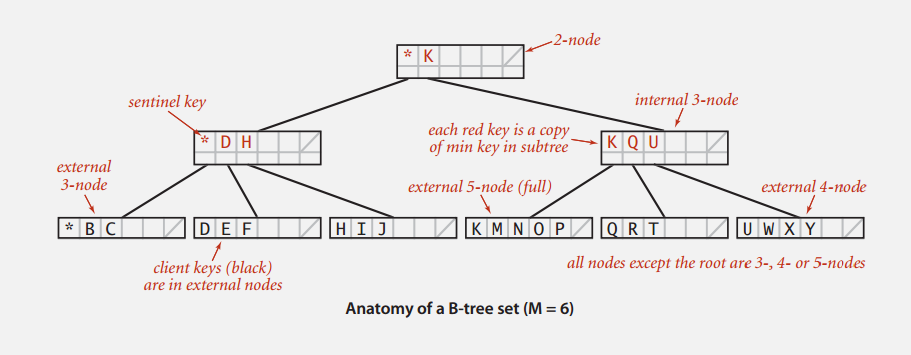 * K
2-node
sentinel key
internal 3-node
* D H
each red key is a copy
of min key in subtree
K Q U
external
3-node
external 5-node (full)
external 4-node
* B C
D E F
H I J
K M N O P
Q R T
U W X Y
client keys (black)
are in external nodes
all nodes except the root are 3-, 4- or 5-nodes
Anatomy of a B-tree set (M = 6)